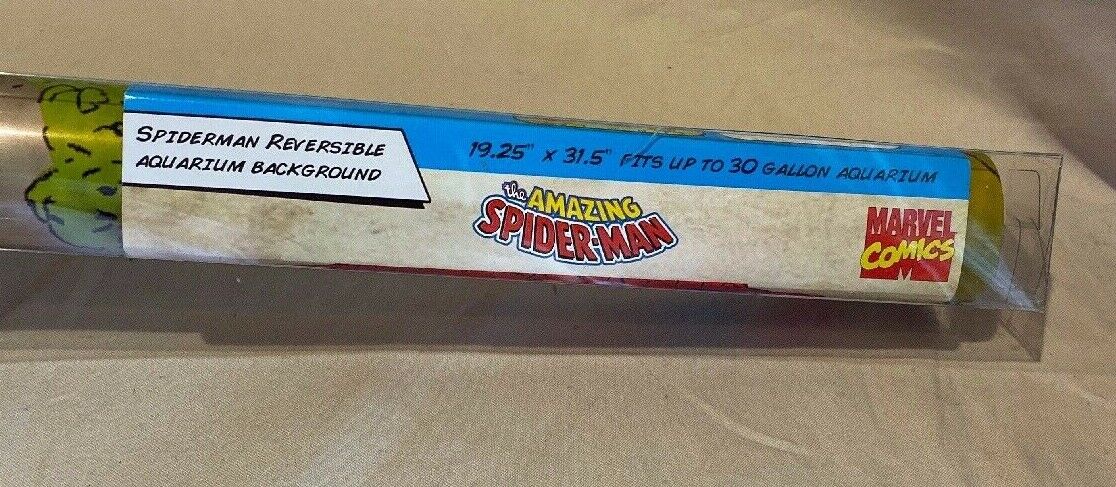 SPIDERMAN REVERSIBLE
AQUARIUM BACKGROUND
19.25" x 31.5" FITS UP TO 30 GALLON AQUARIUM
the AMAZING
SPIDER-MAN
MARVEL
COMICS
M